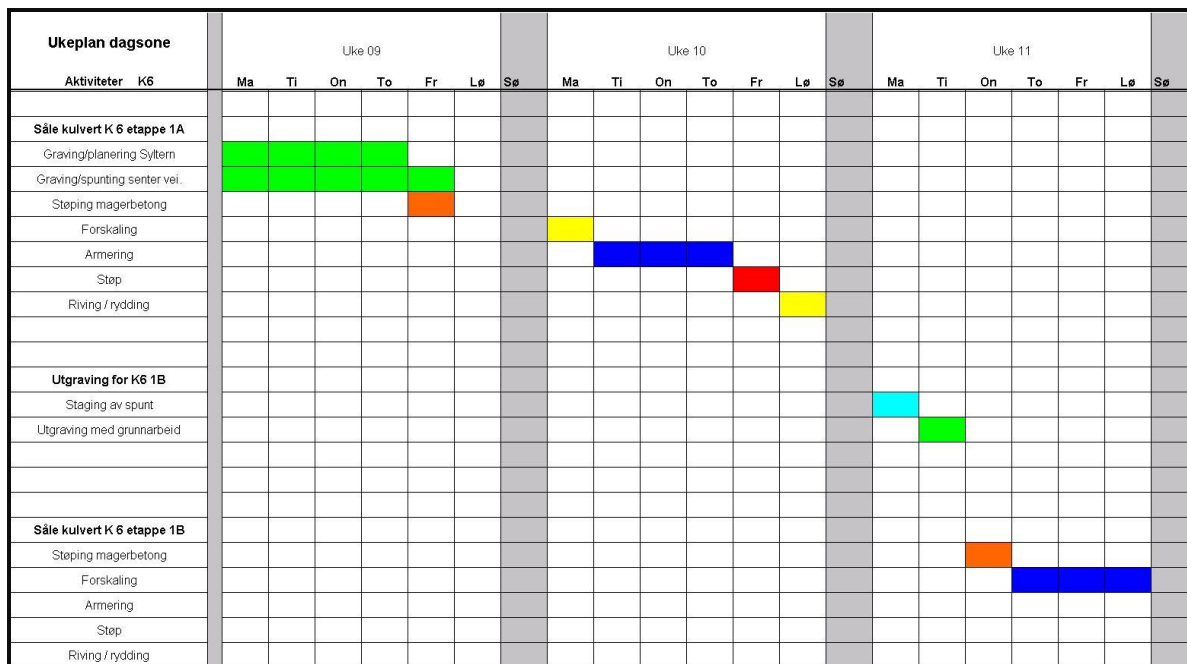 Ukeplan dagsone
Uke 09 Uke 10 Uke 11
Aktiviteter K6 Ma Ti On To Fr Lø Sø Ma Ti On To Fr Lø Sø Ma Ti On To Fr Lø Sø
Såle kulvert K 6 etappe 1A
Graving/planering Syltern
Graving/spunting senter vei.
Støping magerbetong
Forskaling
Armering
Støp
Riving / rydding
Utgraving for K6 1B
Staging av spunt
Utgraving med grunnarbeid
Såle kulvert K 6 etappe 1B
Støping magerbetong
Forskaling
Armering
Støp
Riving / rydding